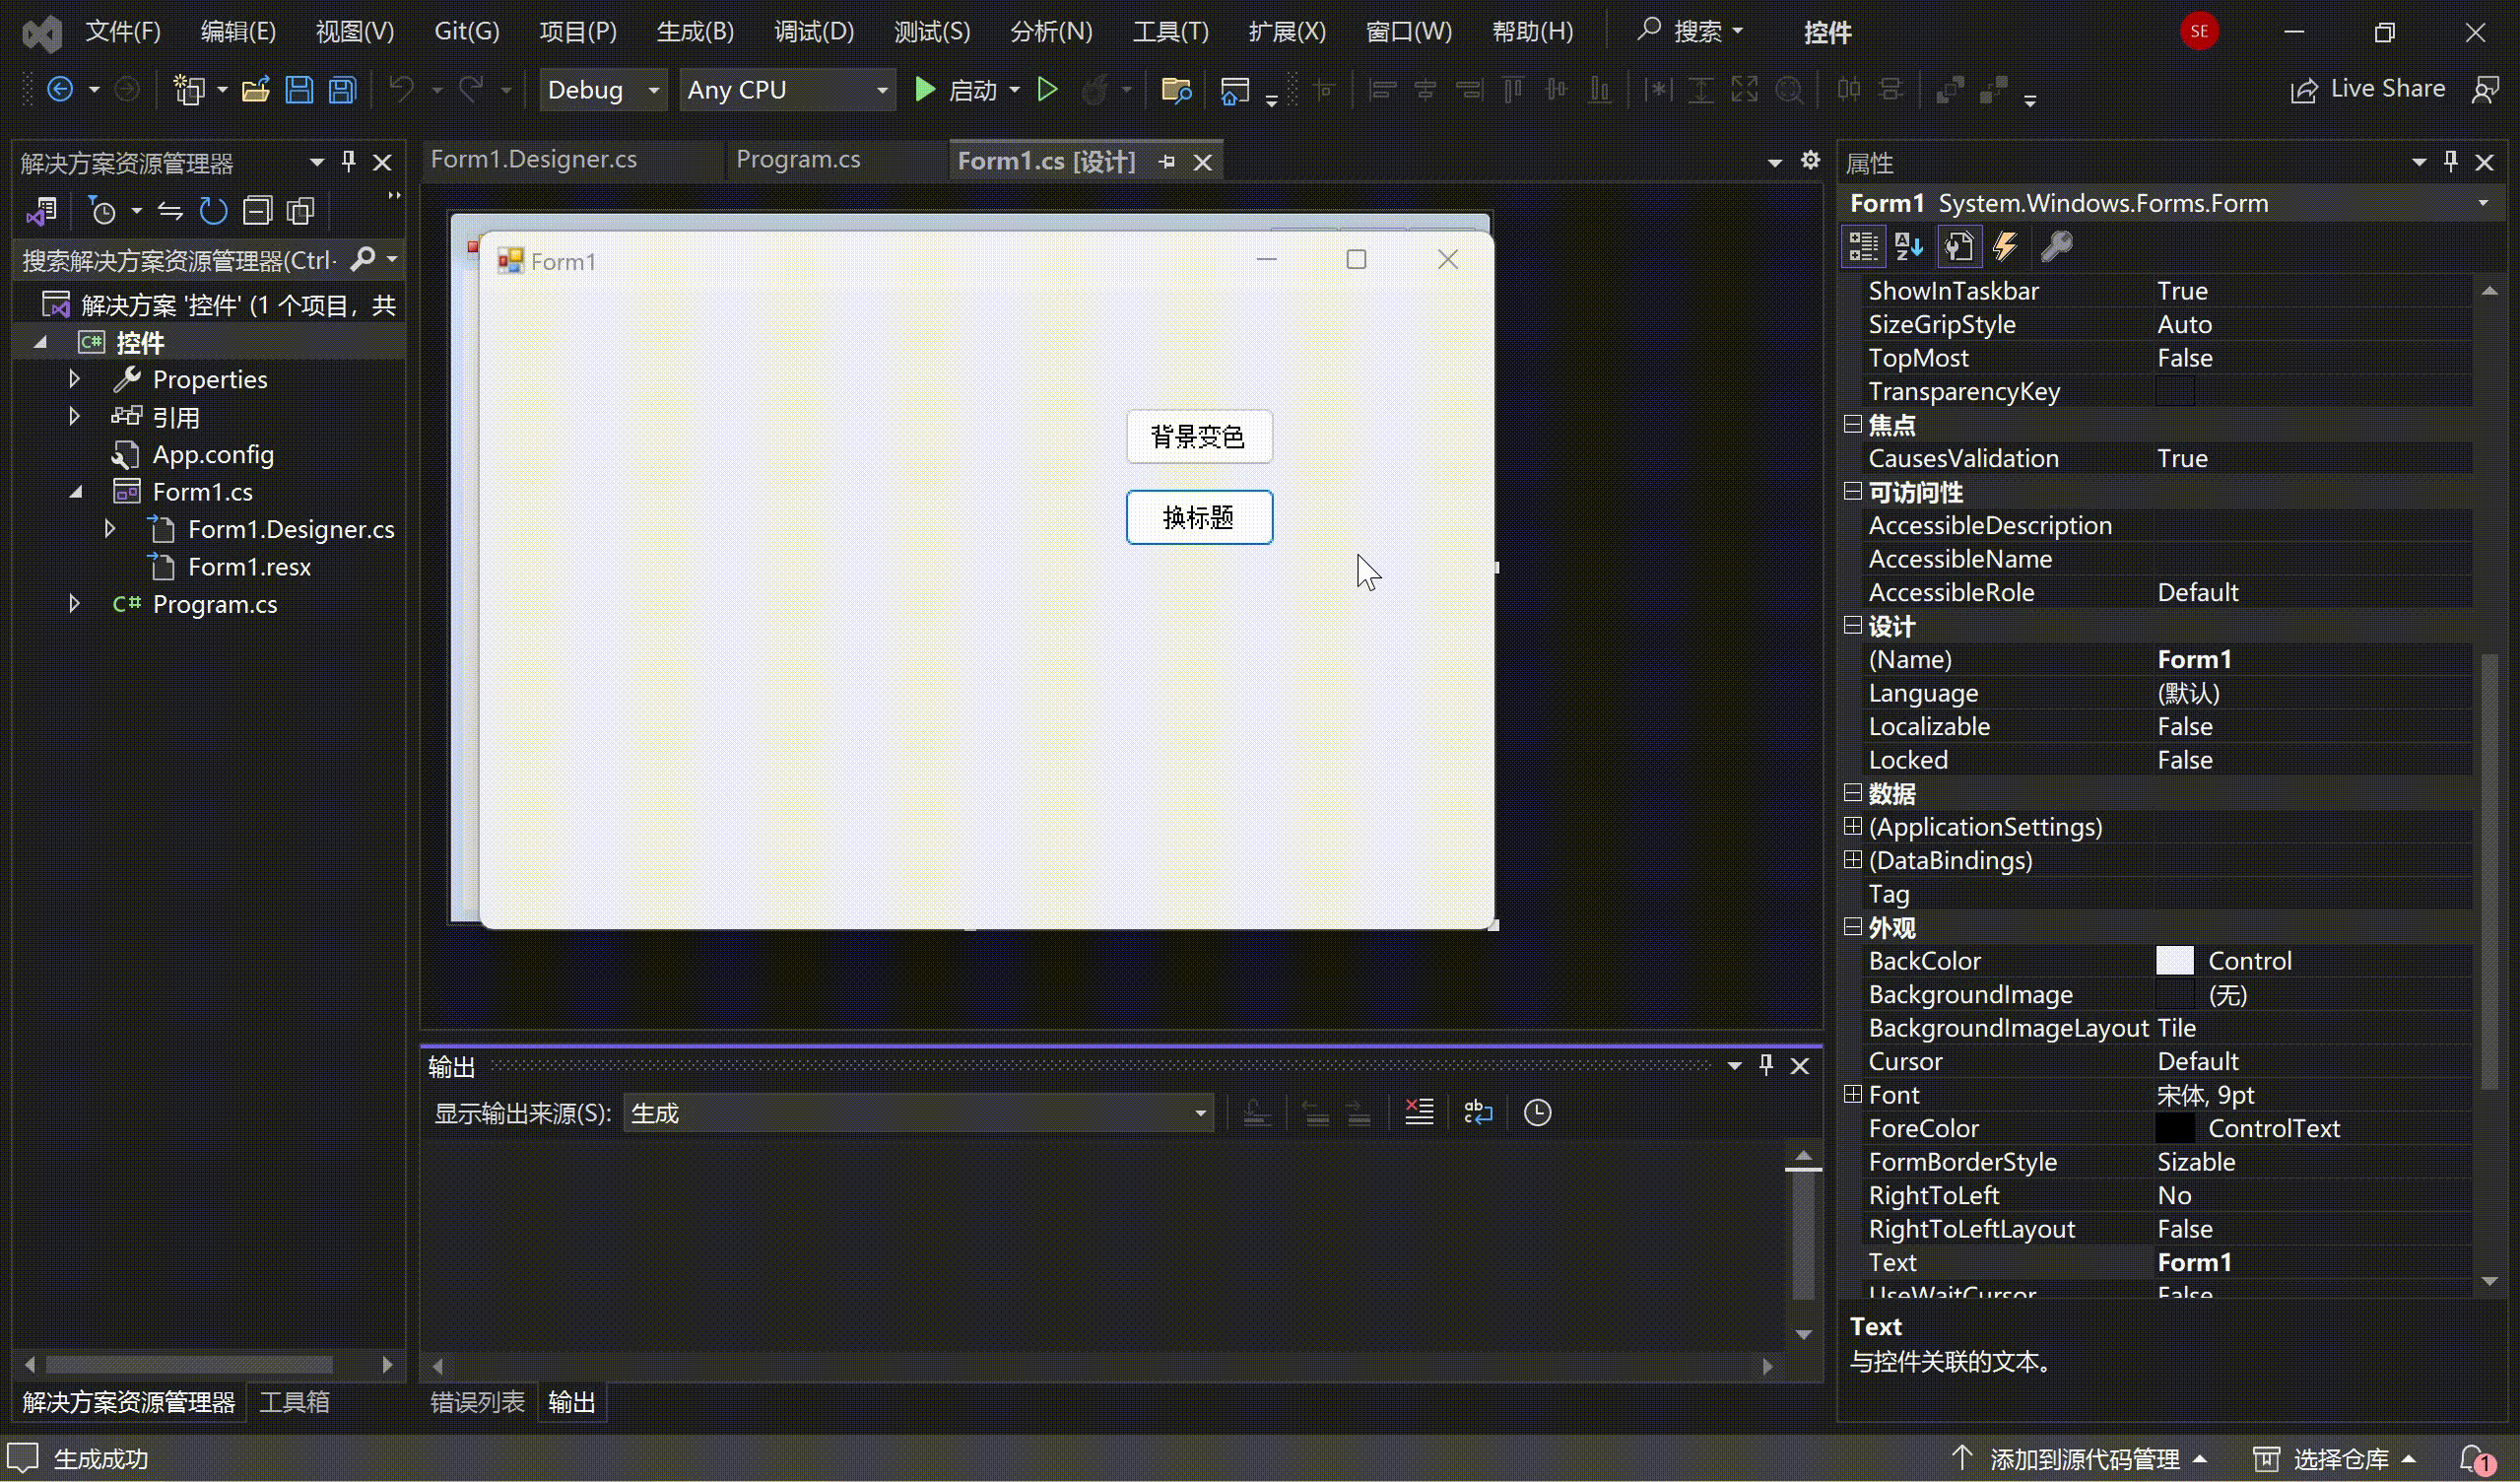 文件(F) 编辑(E) 视图(V) Git(G) 项目(P) 生成(B) 调试(D) 测试(S) 分析(N) 工具(T) 扩展(X) 窗口(W) 帮助(H) 搜索 控件 SE
Debug Any CPU 启动 Live Share
解决方案资源管理器
搜索解决方案资源管理器(Ctrl-
解决方案 '控件' (1 个项目，共
C# 控件
Properties
引用
App.config
Form1.cs
Form1.Designer.cs
Form1.resx
C# Program.cs
解决方案资源管理器 工具箱
Form1.Designer.cs Program.cs Form1.cs [设计]
Form1
背景变色
换标题
输出
显示输出来源(S): 生成
错误列表 输出
属性
Form1 System.Windows.Forms.Form
ShowInTaskbar True
SizeGripStyle Auto
TopMost False
TransparencyKey
焦点
CausesValidation True
可访问性
AccessibleDescription
AccessibleName
AccessibleRole Default
设计
(Name) Form1
Language (默认)
Localizable False
Locked False
数据
(ApplicationSettings)
(DataBindings)
Tag
外观
BackColor Control
BackgroundImage (无)
BackgroundImageLayout Tile
Cursor Default
Font 宋体, 9pt
ForeColor ControlText
FormBorderStyle Sizable
RightToLeft No
RightToLeftLayout False
Text Form1
UseWaitCursor False
Text
与控件关联的文本。
生成成功 添加到源代码管理 选择仓库 1